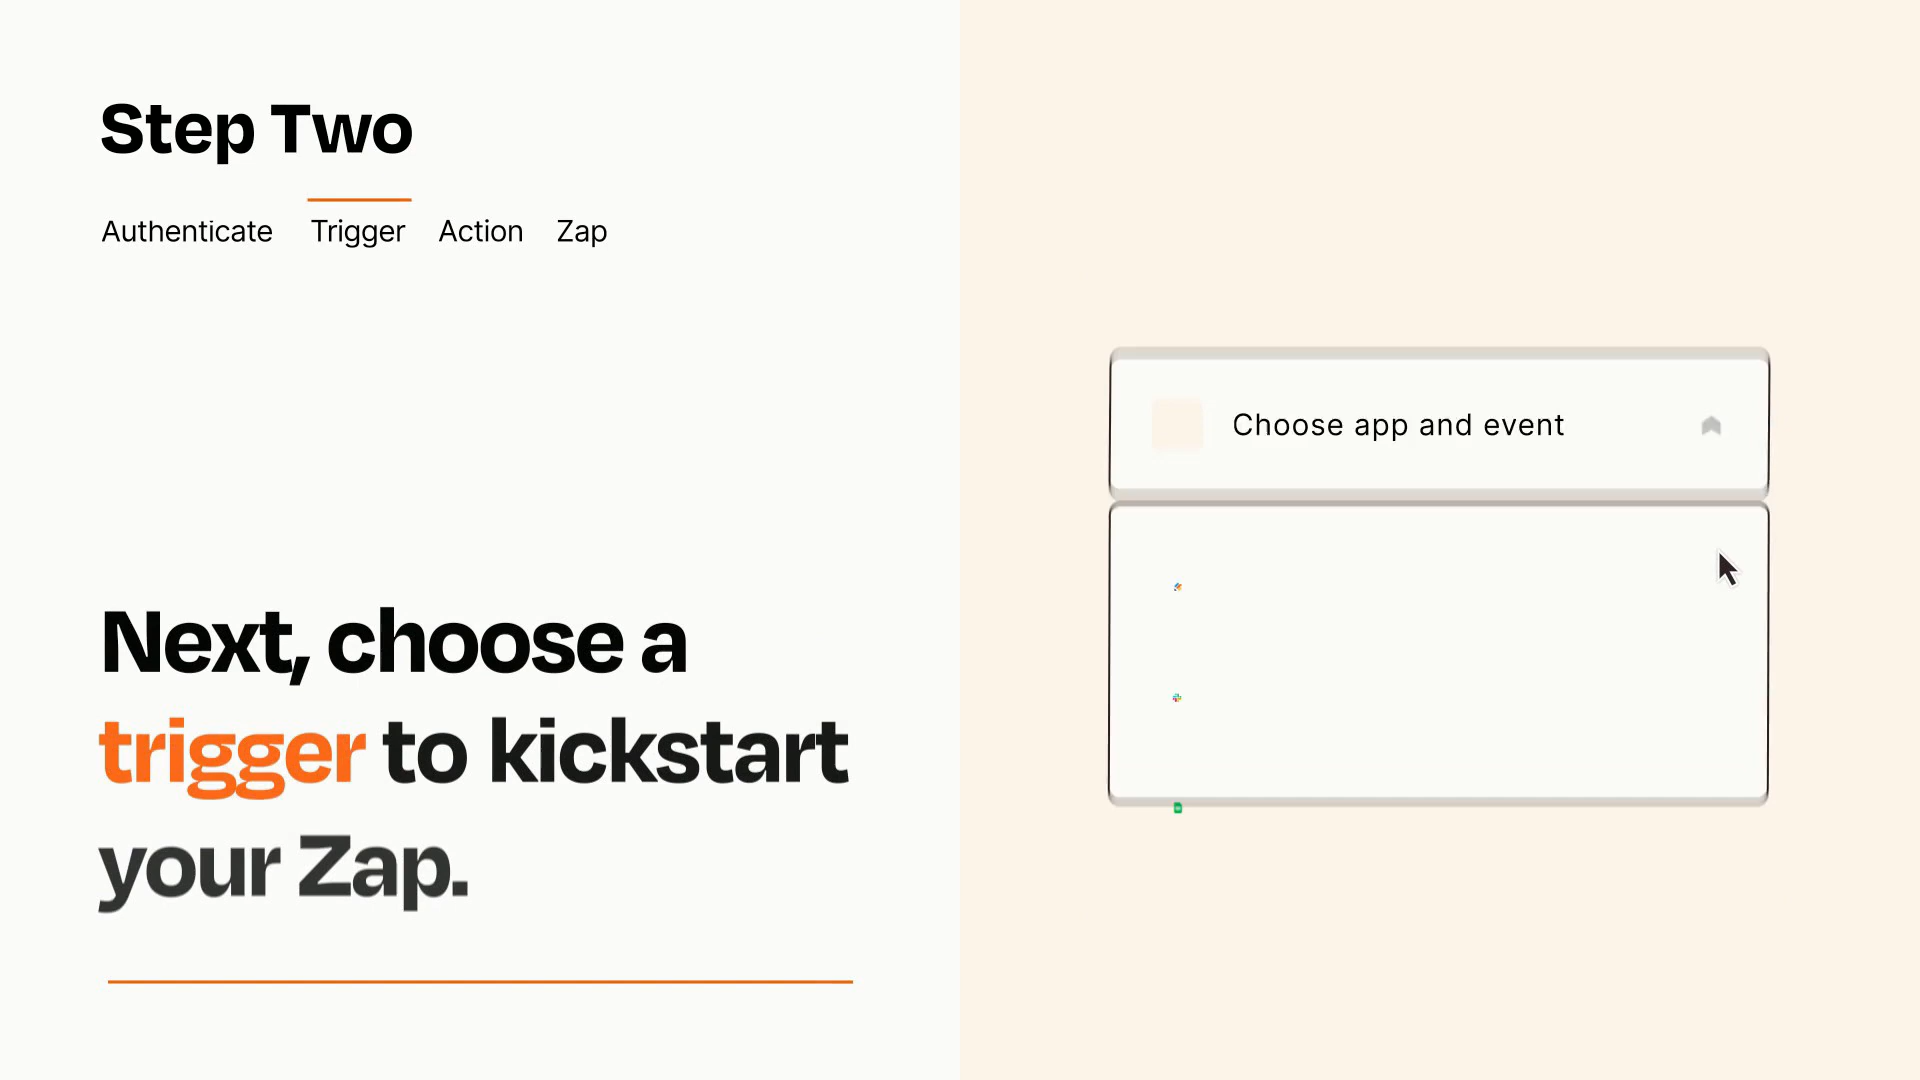 Step Two
Authenticate Trigger Action Zap
Next, choose a
trigger to kickstart
your Zap.
Choose app and event